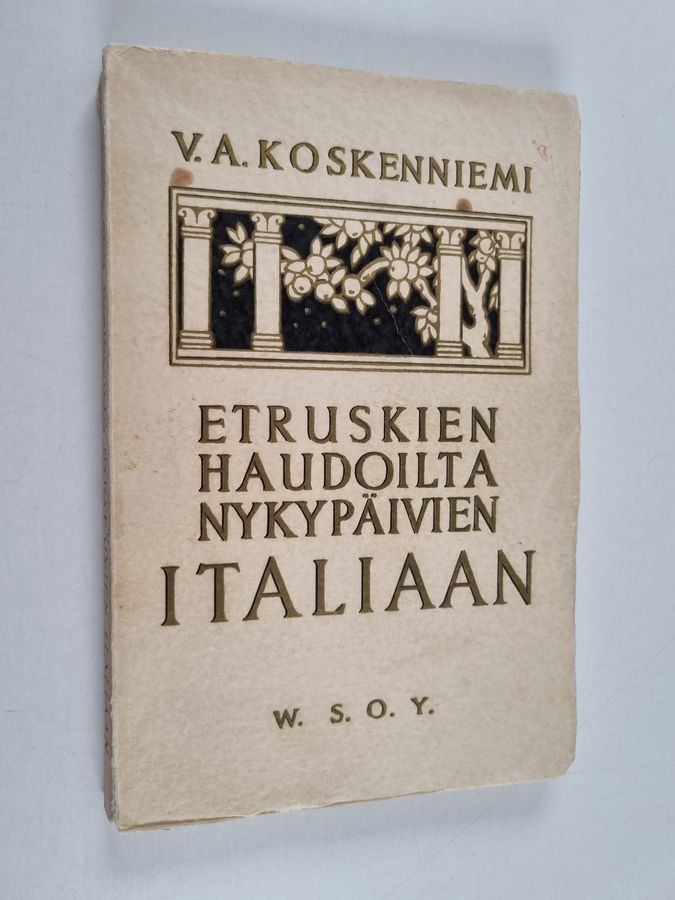 V. A. KOSKENNIEMI
ETRUSKIEN
HAUDOILTA
NYKYPÄIVIEN
ITALIAAN
W. S. O. Y.